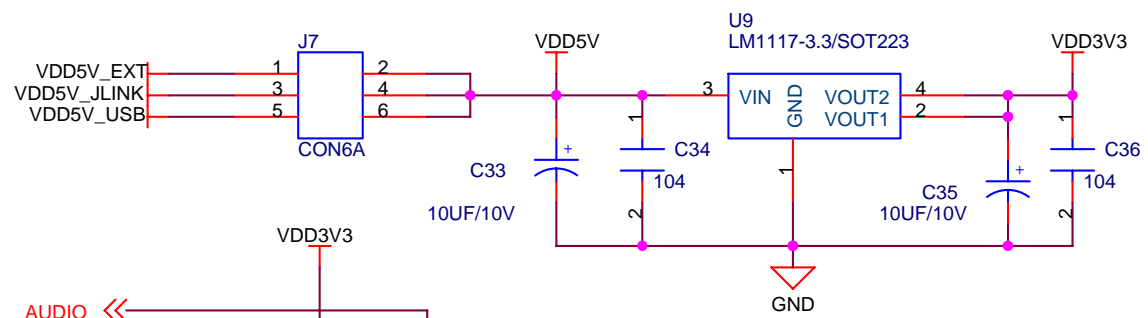 U9
J7 VDD5V LM1117-3.3/SOT223 VDD3V3
VDD5V_EXT 1 2
VDD5V_JLINK 3 4 3 VIN GND VOUT2 4
VDD5V_USB 5 6 VOUT1 2 1
1
CON6A + C34 C36
C33 104 1 + 104
C35
10UF/10V 2 10UF/10V 2
VDD3V3
GND
AUDIO